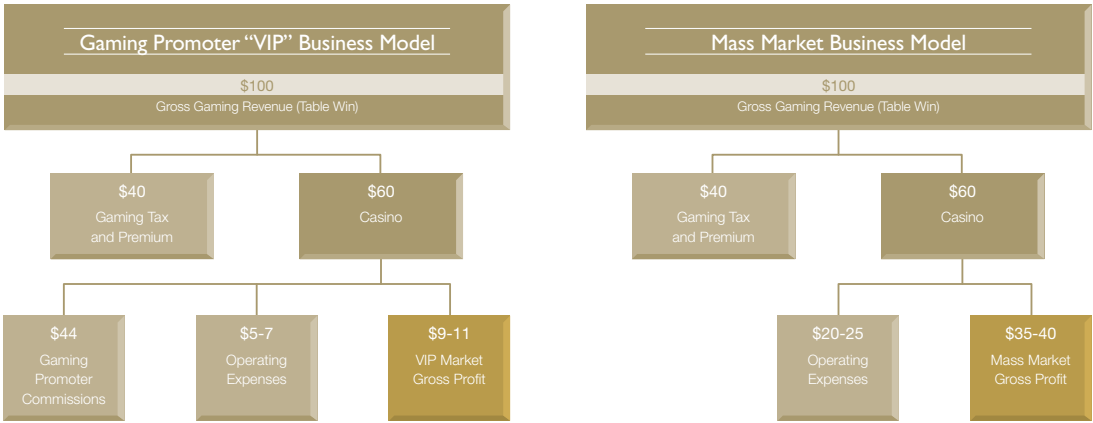 Gaming Promoter “VIP” Business Model
$100
Gross Gaming Revenue (Table Win)
$40
Gaming Tax
and Premium
$60
Casino
$44
Gaming
Promoter
Commissions
$5-7
Operating
Expenses
$9-11
VIP Market
Gross Profit
Mass Market Business Model
$100
Gross Gaming Revenue (Table Win)
$40
Gaming Tax
and Premium
$60
Casino
$20-25
Operating
Expenses
$35-40
Mass Market
Gross Profit